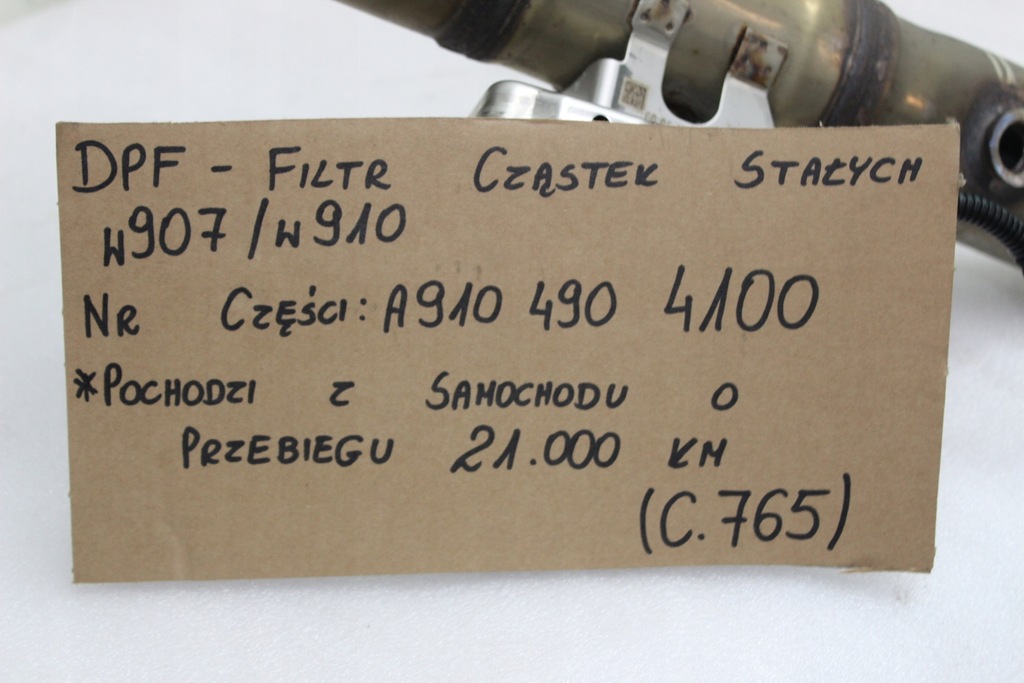 DPF - FILTR CZĄSTEK STAŁYCH
W907/W910
NR CZĘŚCI: A910 490 4100
*POCHODZI Z SAMOCHODU O
PRZEBIEGU 21.000 KM
(C.765)